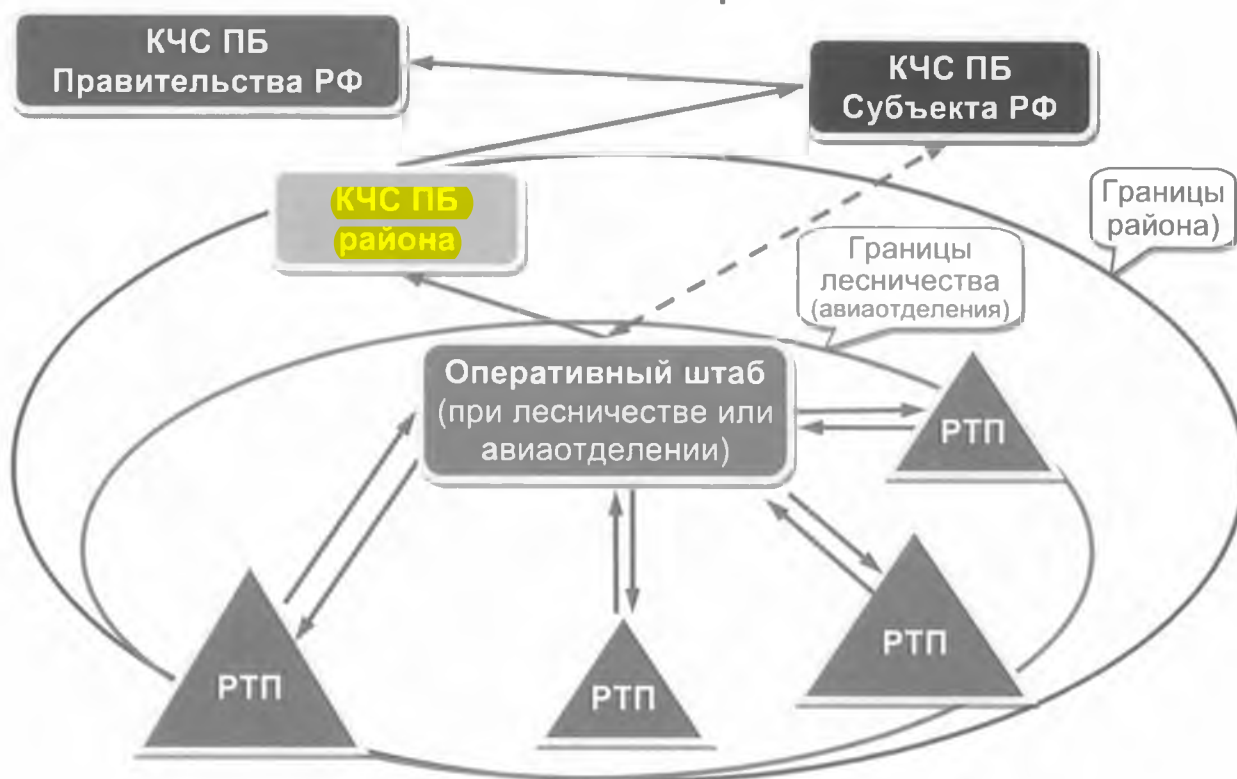 КЧС ПБ
Правительства РФ
КЧС ПБ
Субъекта РФ
КЧС ПБ
района
Границы
района)
Границы
лесничества
(авиаотделения)
Оперативный штаб
(при лесничестве или
авиаотделении)
РТП
РТП
РТП
РТП